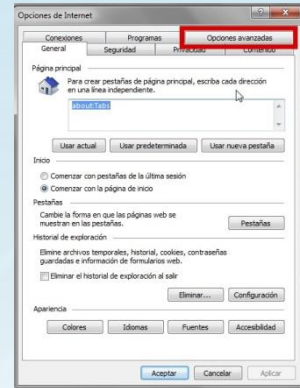 Opciones de Internet
Conexiones Programas Opciones avanzadas
General Seguridad Privacidad Contenido
Página principal
Para crear pestañas de página principal, escriba cada dirección
en una línea independiente.
about:Tabs
Usar actual Usar predeterminada Usar nueva pestaña
Inicio
Comenzar con pestañas de la última sesión
Comenzar con la página de inicio
Pestañas
Cambie la forma en que las páginas web se
muestran en las pestañas.
Pestañas
Historial de exploración
Elimine archivos temporales, historial, cookies, contraseñas
guardadas e información de formularios web.
Eliminar el historial de exploración al salir
Eliminar... Configuración
Apariencia
Colores Idiomas Fuentes Accesibilidad
Aceptar Cancelar Aplicar